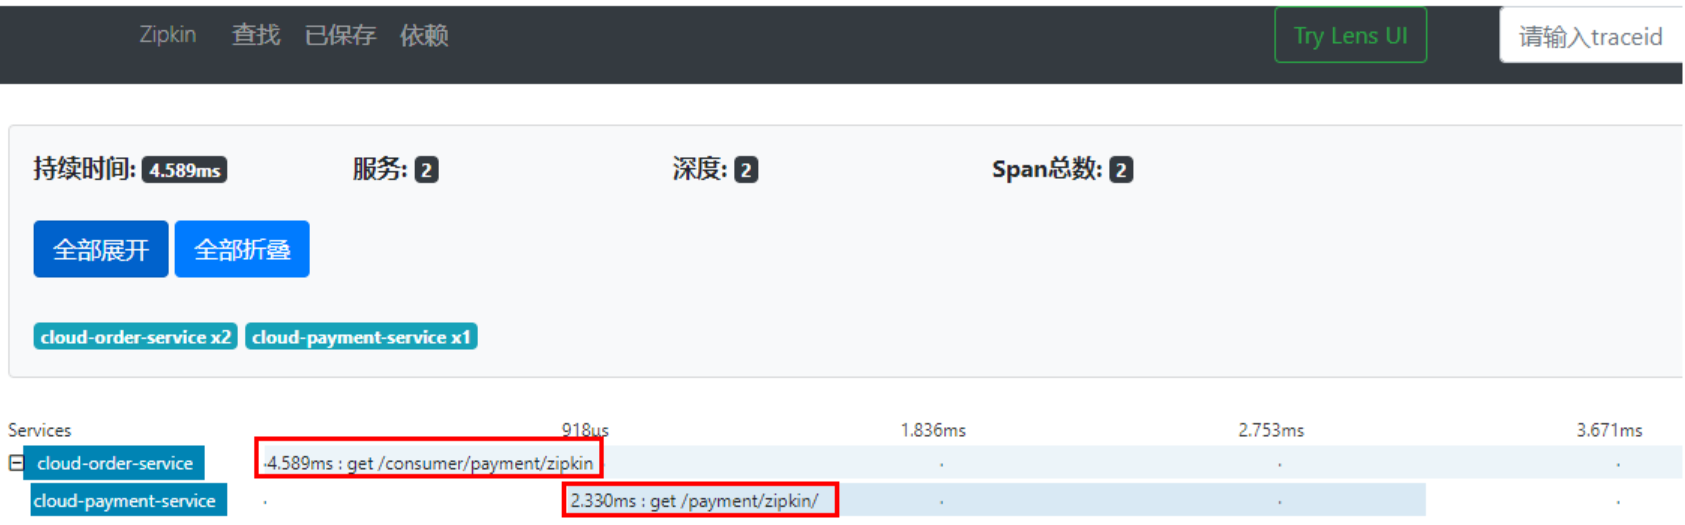 Zipkin 查找 已保存 依赖 Try Lens UI 请输入traceid
持续时间: 4.589ms 服务: 2 深度: 2 Span总数: 2
全部展开 全部折叠
cloud-order-service x2 cloud-payment-service x1
Services 918μs 1.836ms 2.753ms 3.671ms
cloud-order-service 4.589ms : get /consumer/payment/zipkin
cloud-payment-service 2.330ms : get /payment/zipkin/